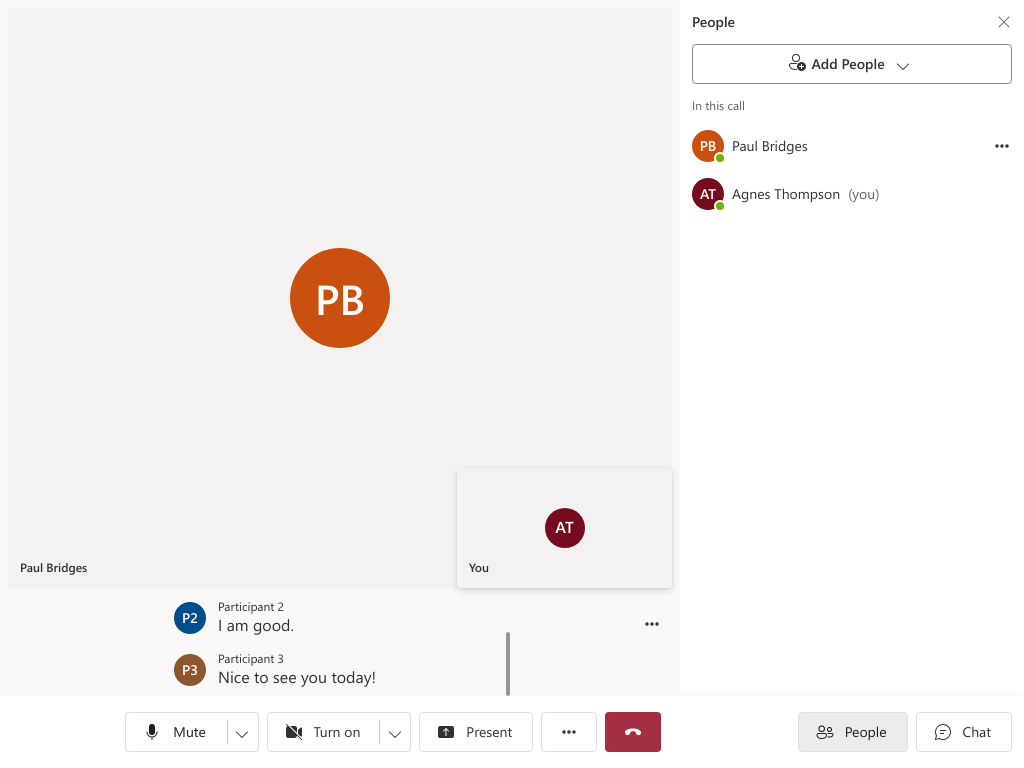 PB
Paul Bridges
AT
You
P2
Participant 2
I am good.
P3
Participant 3
Nice to see you today!
Mute
Turn on
Present
People
Add People
In this call
PB
Paul Bridges
AT
Agnes Thompson (you)
People
Chat